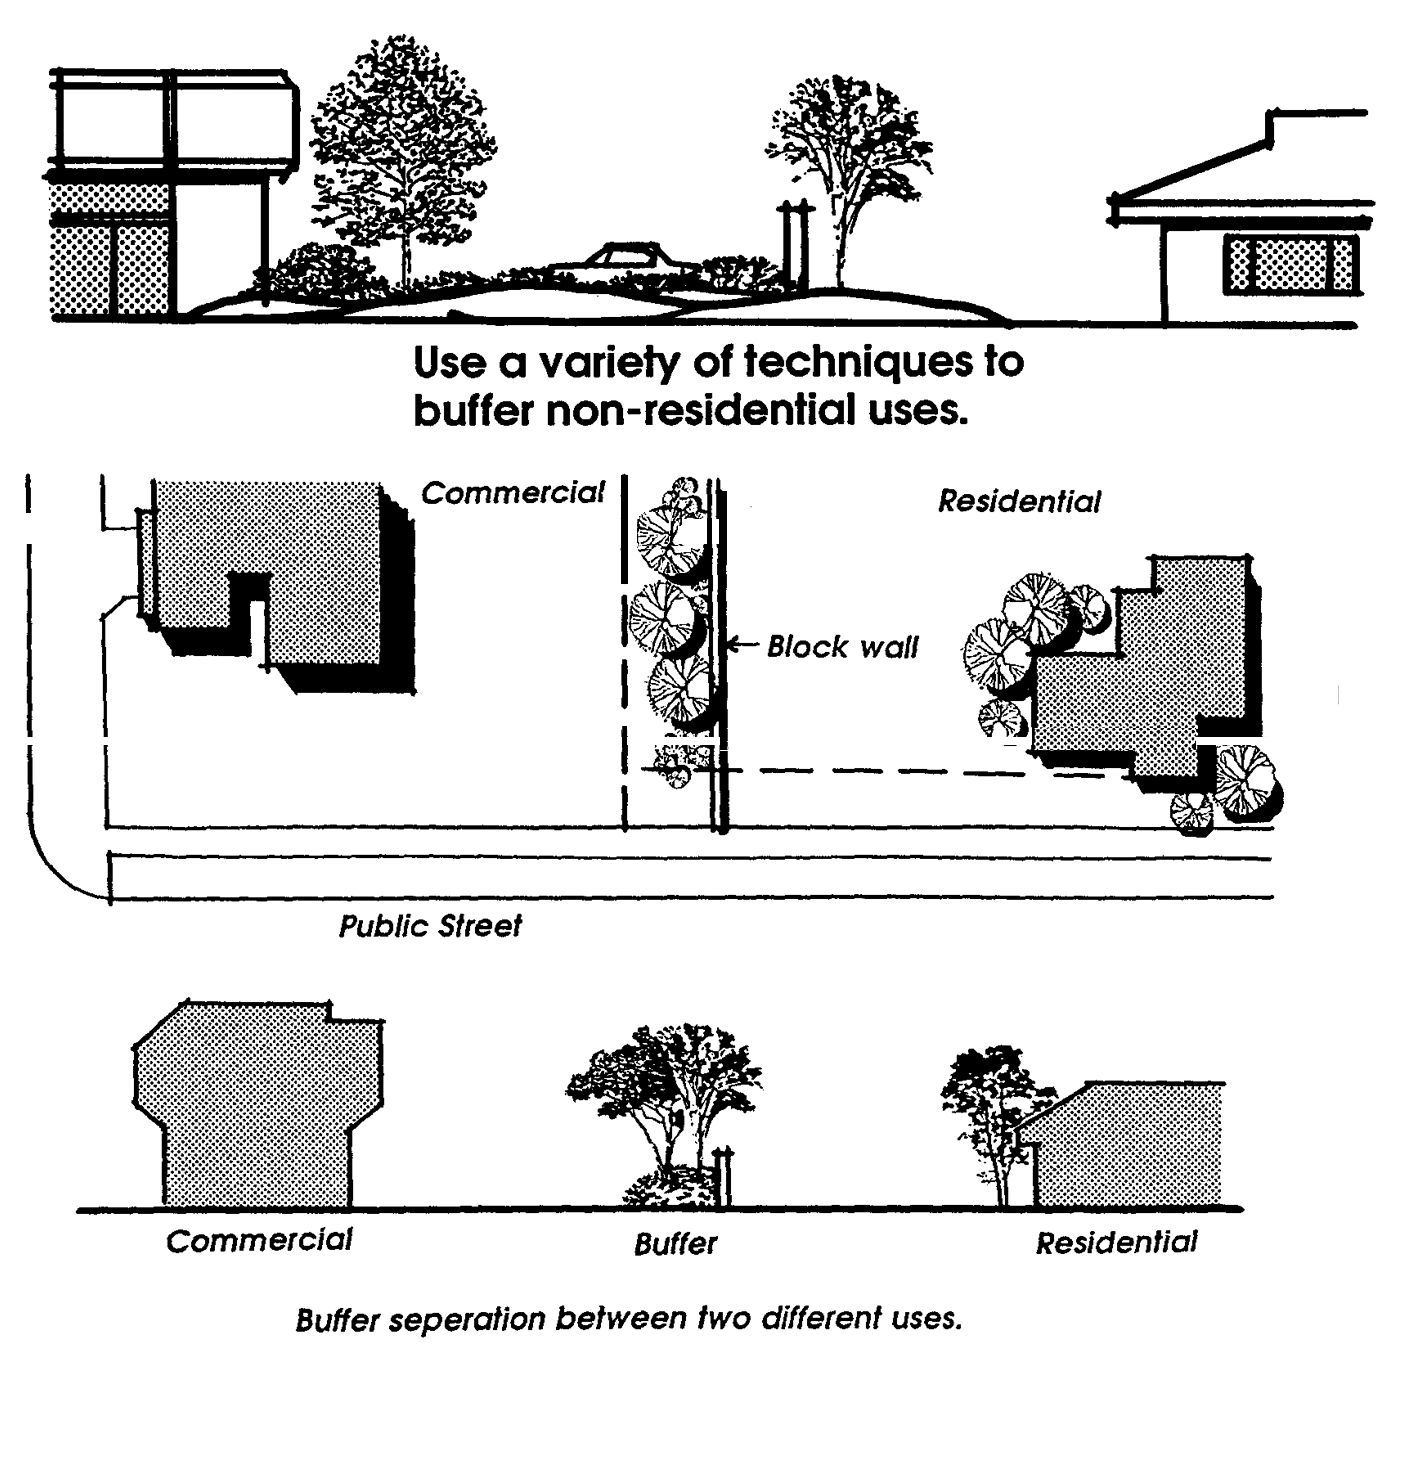 Use a variety of techniques to
buffer non-residential uses.
Commercial
Residential
Block wall
Public Street
Commercial
Buffer
Residential
Buffer seperation between two different uses.